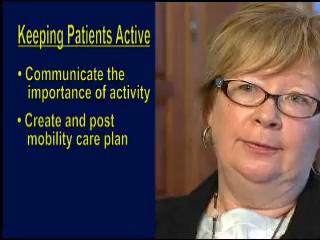 Keeping Patients Active
• Communicate the
importance of activity
• Create and post
mobility care plan